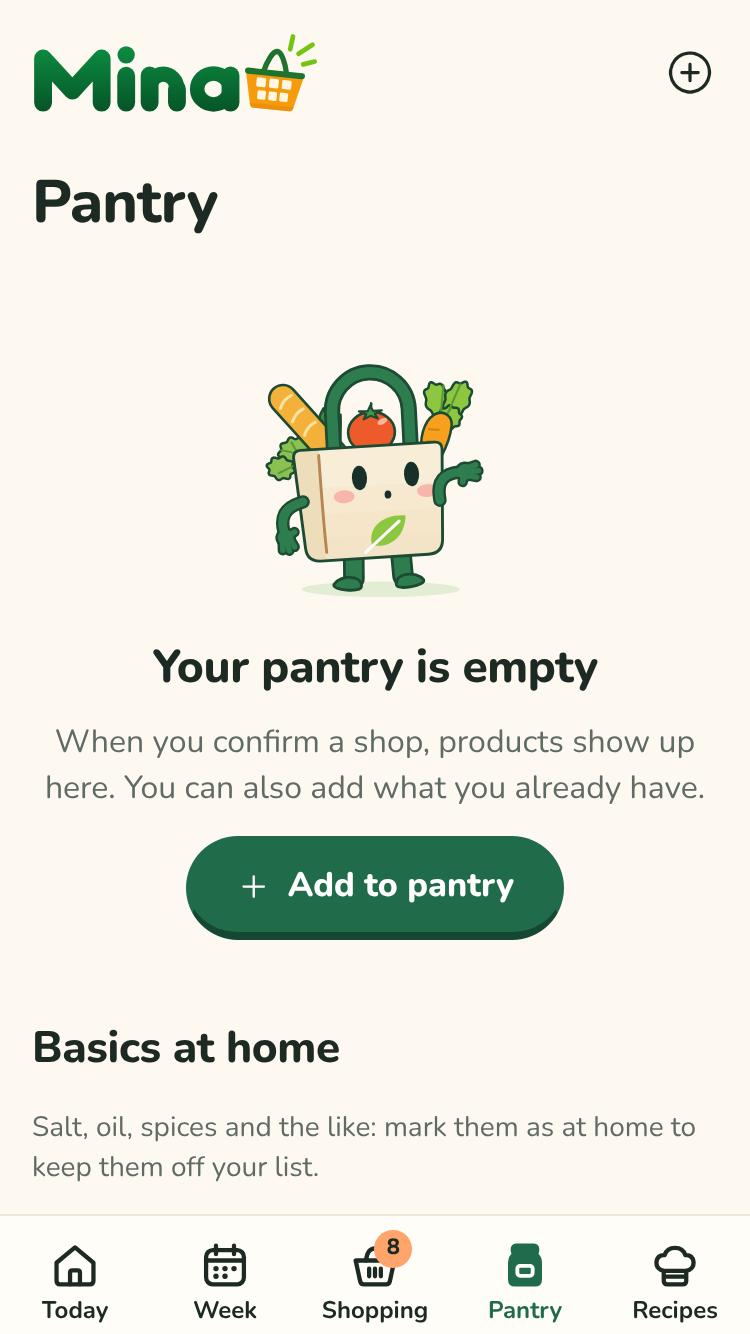 Mina
Pantry
Your pantry is empty
When you confirm a shop, products show up
here. You can also add what you already have.
+ Add to pantry
Basics at home
Salt, oil, spices and the like: mark them as at home to
keep them off your list.
8
Today Week Shopping Pantry Recipes